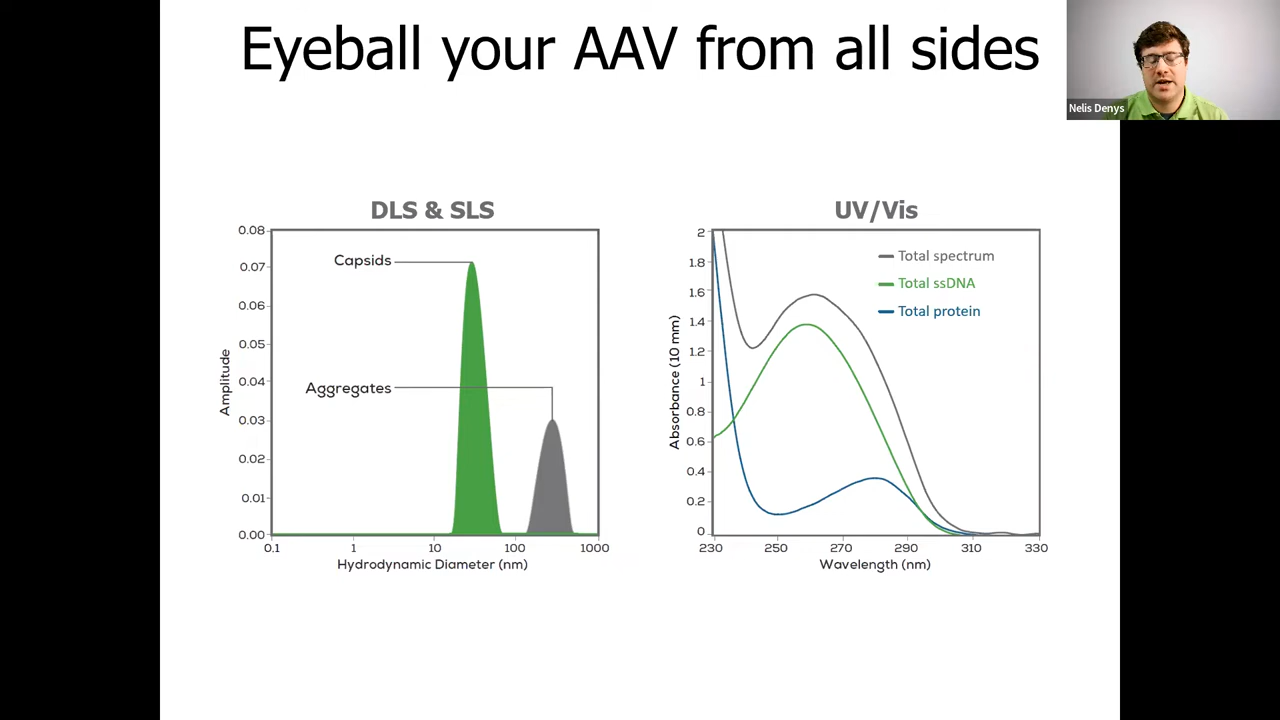 Eyeball your AAV from all sides
Nelis Denys
DLS & SLS
0.08
0.07
0.06
0.05
0.04
0.03
0.02
0.01
0.00
Amplitude
Capsids
Aggregates
0.1 1 10 100 1000
Hydrodynamic Diameter (nm)
UV/Vis
2
1.8
1.6
1.4
1.2
1
0.8
0.6
0.4
0.2
0
Absorbance (10 mm)
Total spectrum
Total ssDNA
Total protein
230 250 270 290 310 330
Wavelength (nm)